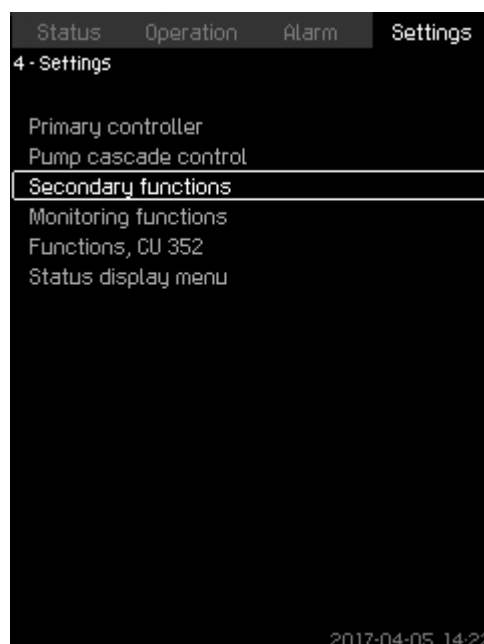 Status Operation Alarm Settings
4 - Settings
Primary controller
Pump cascade control
Secondary functions
Monitoring functions
Functions, CU 352
Status display menu
2017-04-05